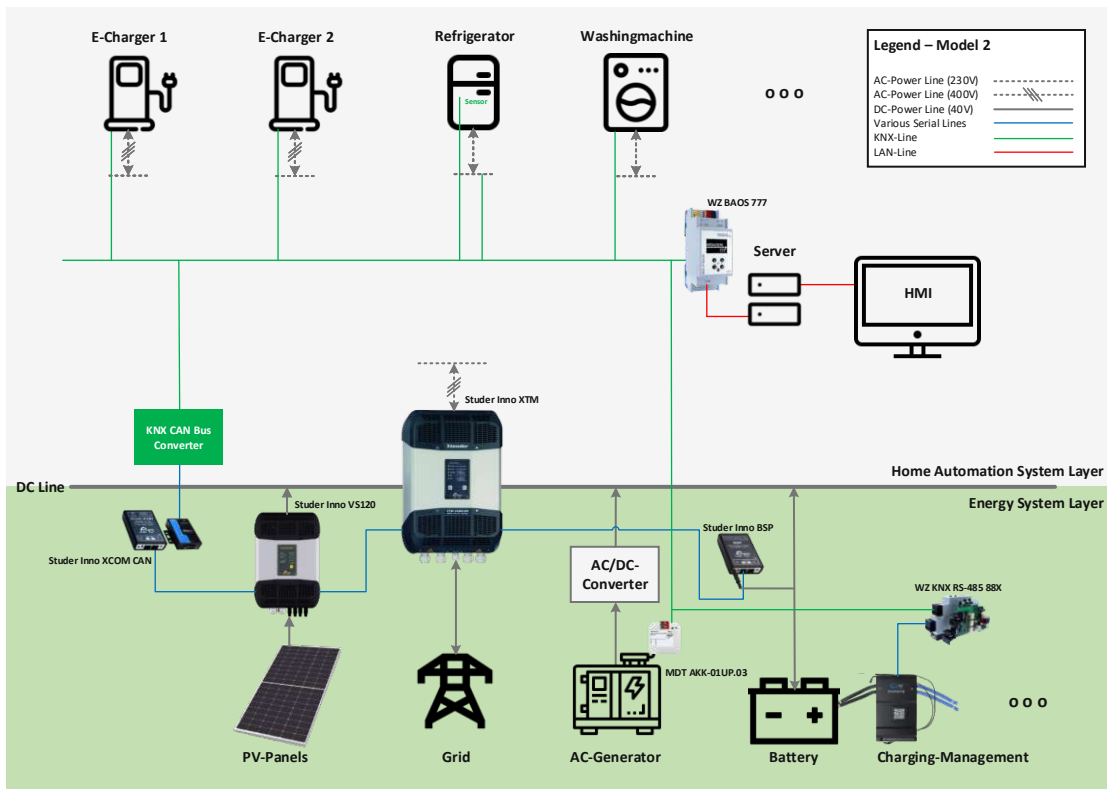 E-Charger 1
E-Charger 2
Refrigerator
Washingmachine
Sensor
o o o
Legend – Model 2
AC-Power Line (230V)
AC-Power Line (400V)
DC-Power Line (40V)
Various Serial Lines
KNX-Line
LAN-Line
WZ BAOS 777
Server
HMI
Studer Inno XTM
KNX CAN Bus
Converter
DC Line
Home Automation System Layer
Energy System Layer
Studer Inno VS120
Studer Inno XCOM CAN
Studer Inno BSP
AC/DC-
Converter
WZ KNX RS-485 88X
MDT AKK-01UP.03
o o o
PV-Panels
Grid
AC-Generator
Battery
Charging-Management